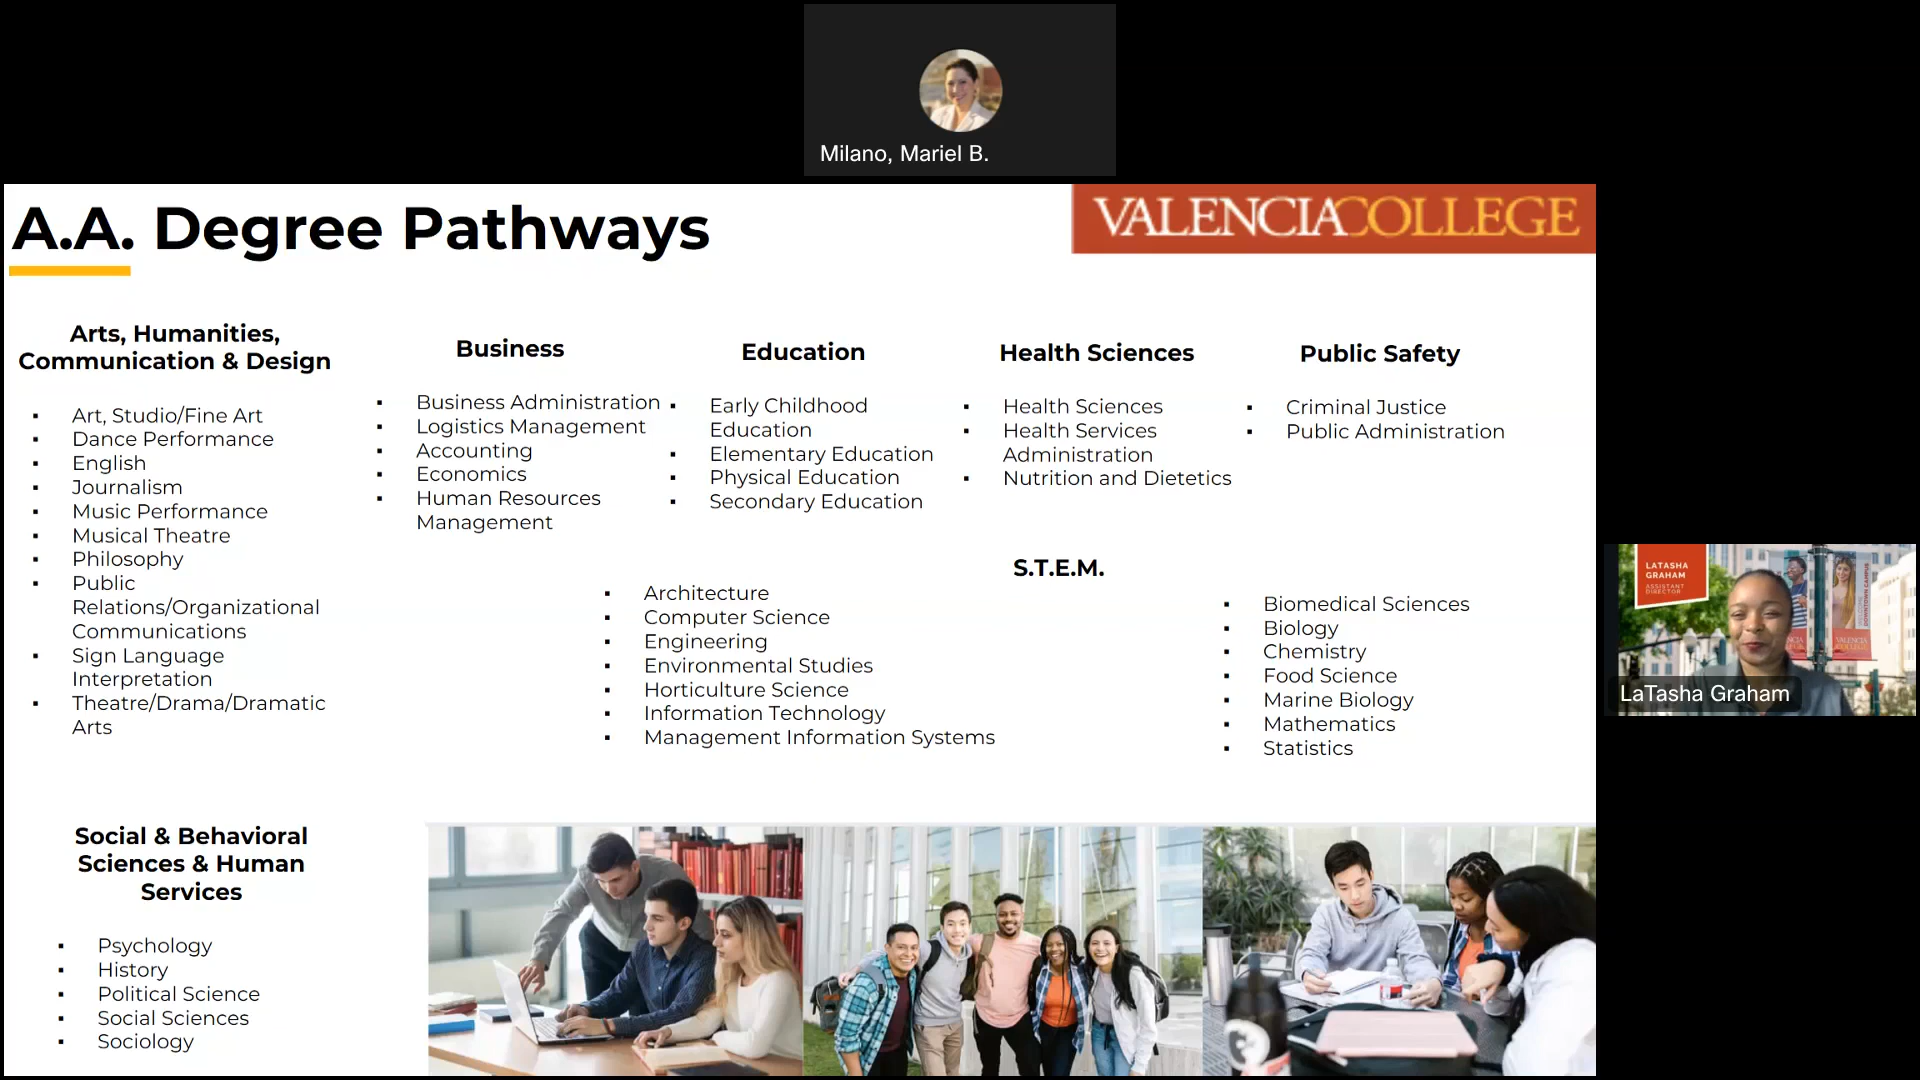 Milano, Mariel B.
A.A. Degree Pathways
VALENCIACOLLEGE
Arts, Humanities,
Communication & Design
▪ Art, Studio/Fine Art
▪ Dance Performance
▪ English
▪ Journalism
▪ Music Performance
▪ Musical Theatre
▪ Philosophy
▪ Public
Relations/Organizational
Communications
▪ Sign Language
Interpretation
▪ Theatre/Drama/Dramatic
Arts
Business
▪ Business Administration
▪ Logistics Management
▪ Accounting
▪ Economics
▪ Human Resources
Management
Education
▪ Early Childhood
Education
▪ Elementary Education
▪ Physical Education
▪ Secondary Education
Health Sciences
▪ Health Sciences
▪ Health Services
Administration
▪ Nutrition and Dietetics
Public Safety
▪ Criminal Justice
▪ Public Administration
S.T.E.M.
▪ Architecture
▪ Computer Science
▪ Engineering
▪ Environmental Studies
▪ Horticulture Science
▪ Information Technology
▪ Management Information Systems
▪ Biomedical Sciences
▪ Biology
▪ Chemistry
▪ Food Science
▪ Marine Biology
▪ Mathematics
▪ Statistics
Social & Behavioral
Sciences & Human
Services
▪ Psychology
▪ History
▪ Political Science
▪ Social Sciences
▪ Sociology
LATASHA
GRAHAM
ASSISTANT
DIRECTOR
DOWNTOWN CAMPUS
VALENCIA
LaTasha Graham